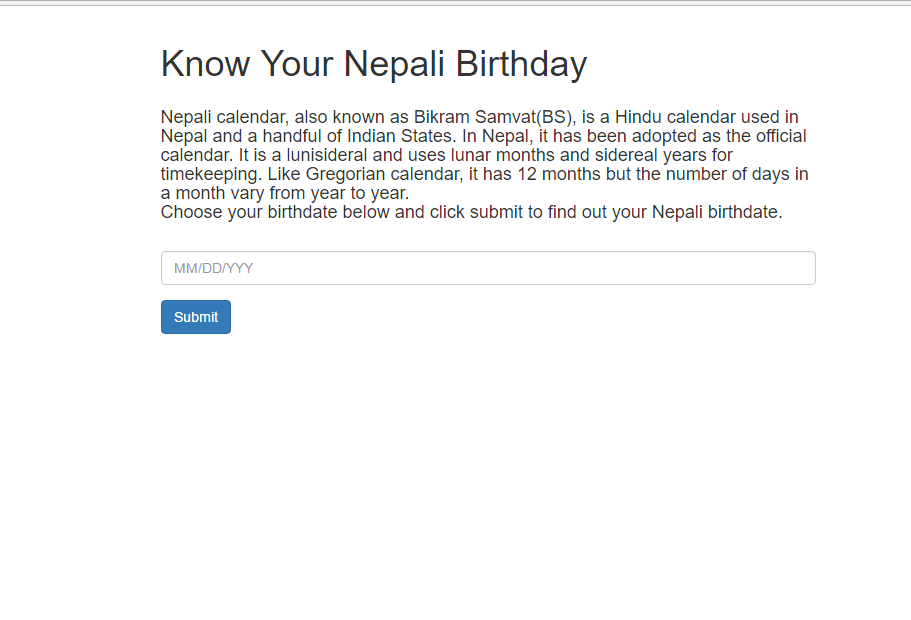 Know Your Nepali Birthday
Nepali calendar, also known as Bikram Samvat(BS), is a Hindu calendar used in
Nepal and a handful of Indian States. In Nepal, it has been adopted as the official
calendar. It is a lunisideral and uses lunar months and sidereal years for
timekeeping. Like Gregorian calendar, it has 12 months but the number of days in
a month vary from year to year.
Choose your birthdate below and click submit to find out your Nepali birthdate.
MM/DD/YYY
Submit